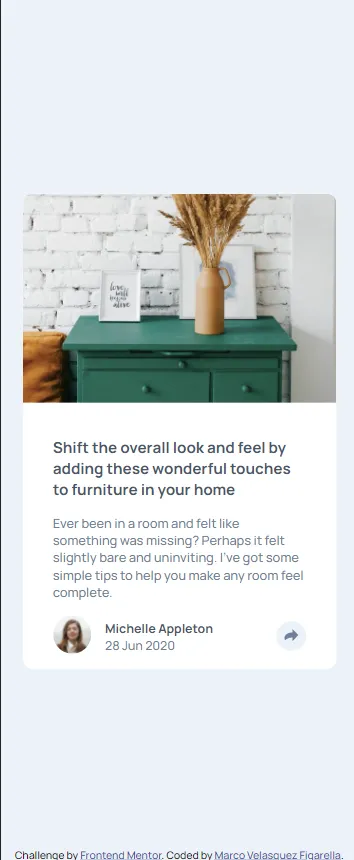 love
Shift the overall look and feel by
adding these wonderful touches
to furniture in your home
Ever been in a room and felt like
something was missing? Perhaps it felt
slightly bare and uninviting. I've got some
simple tips to help you make any room feel
complete.
Michelle Appleton
28 Jun 2020
Challenge by Frontend Mentor. Coded by Marco Velasquez Figarella.